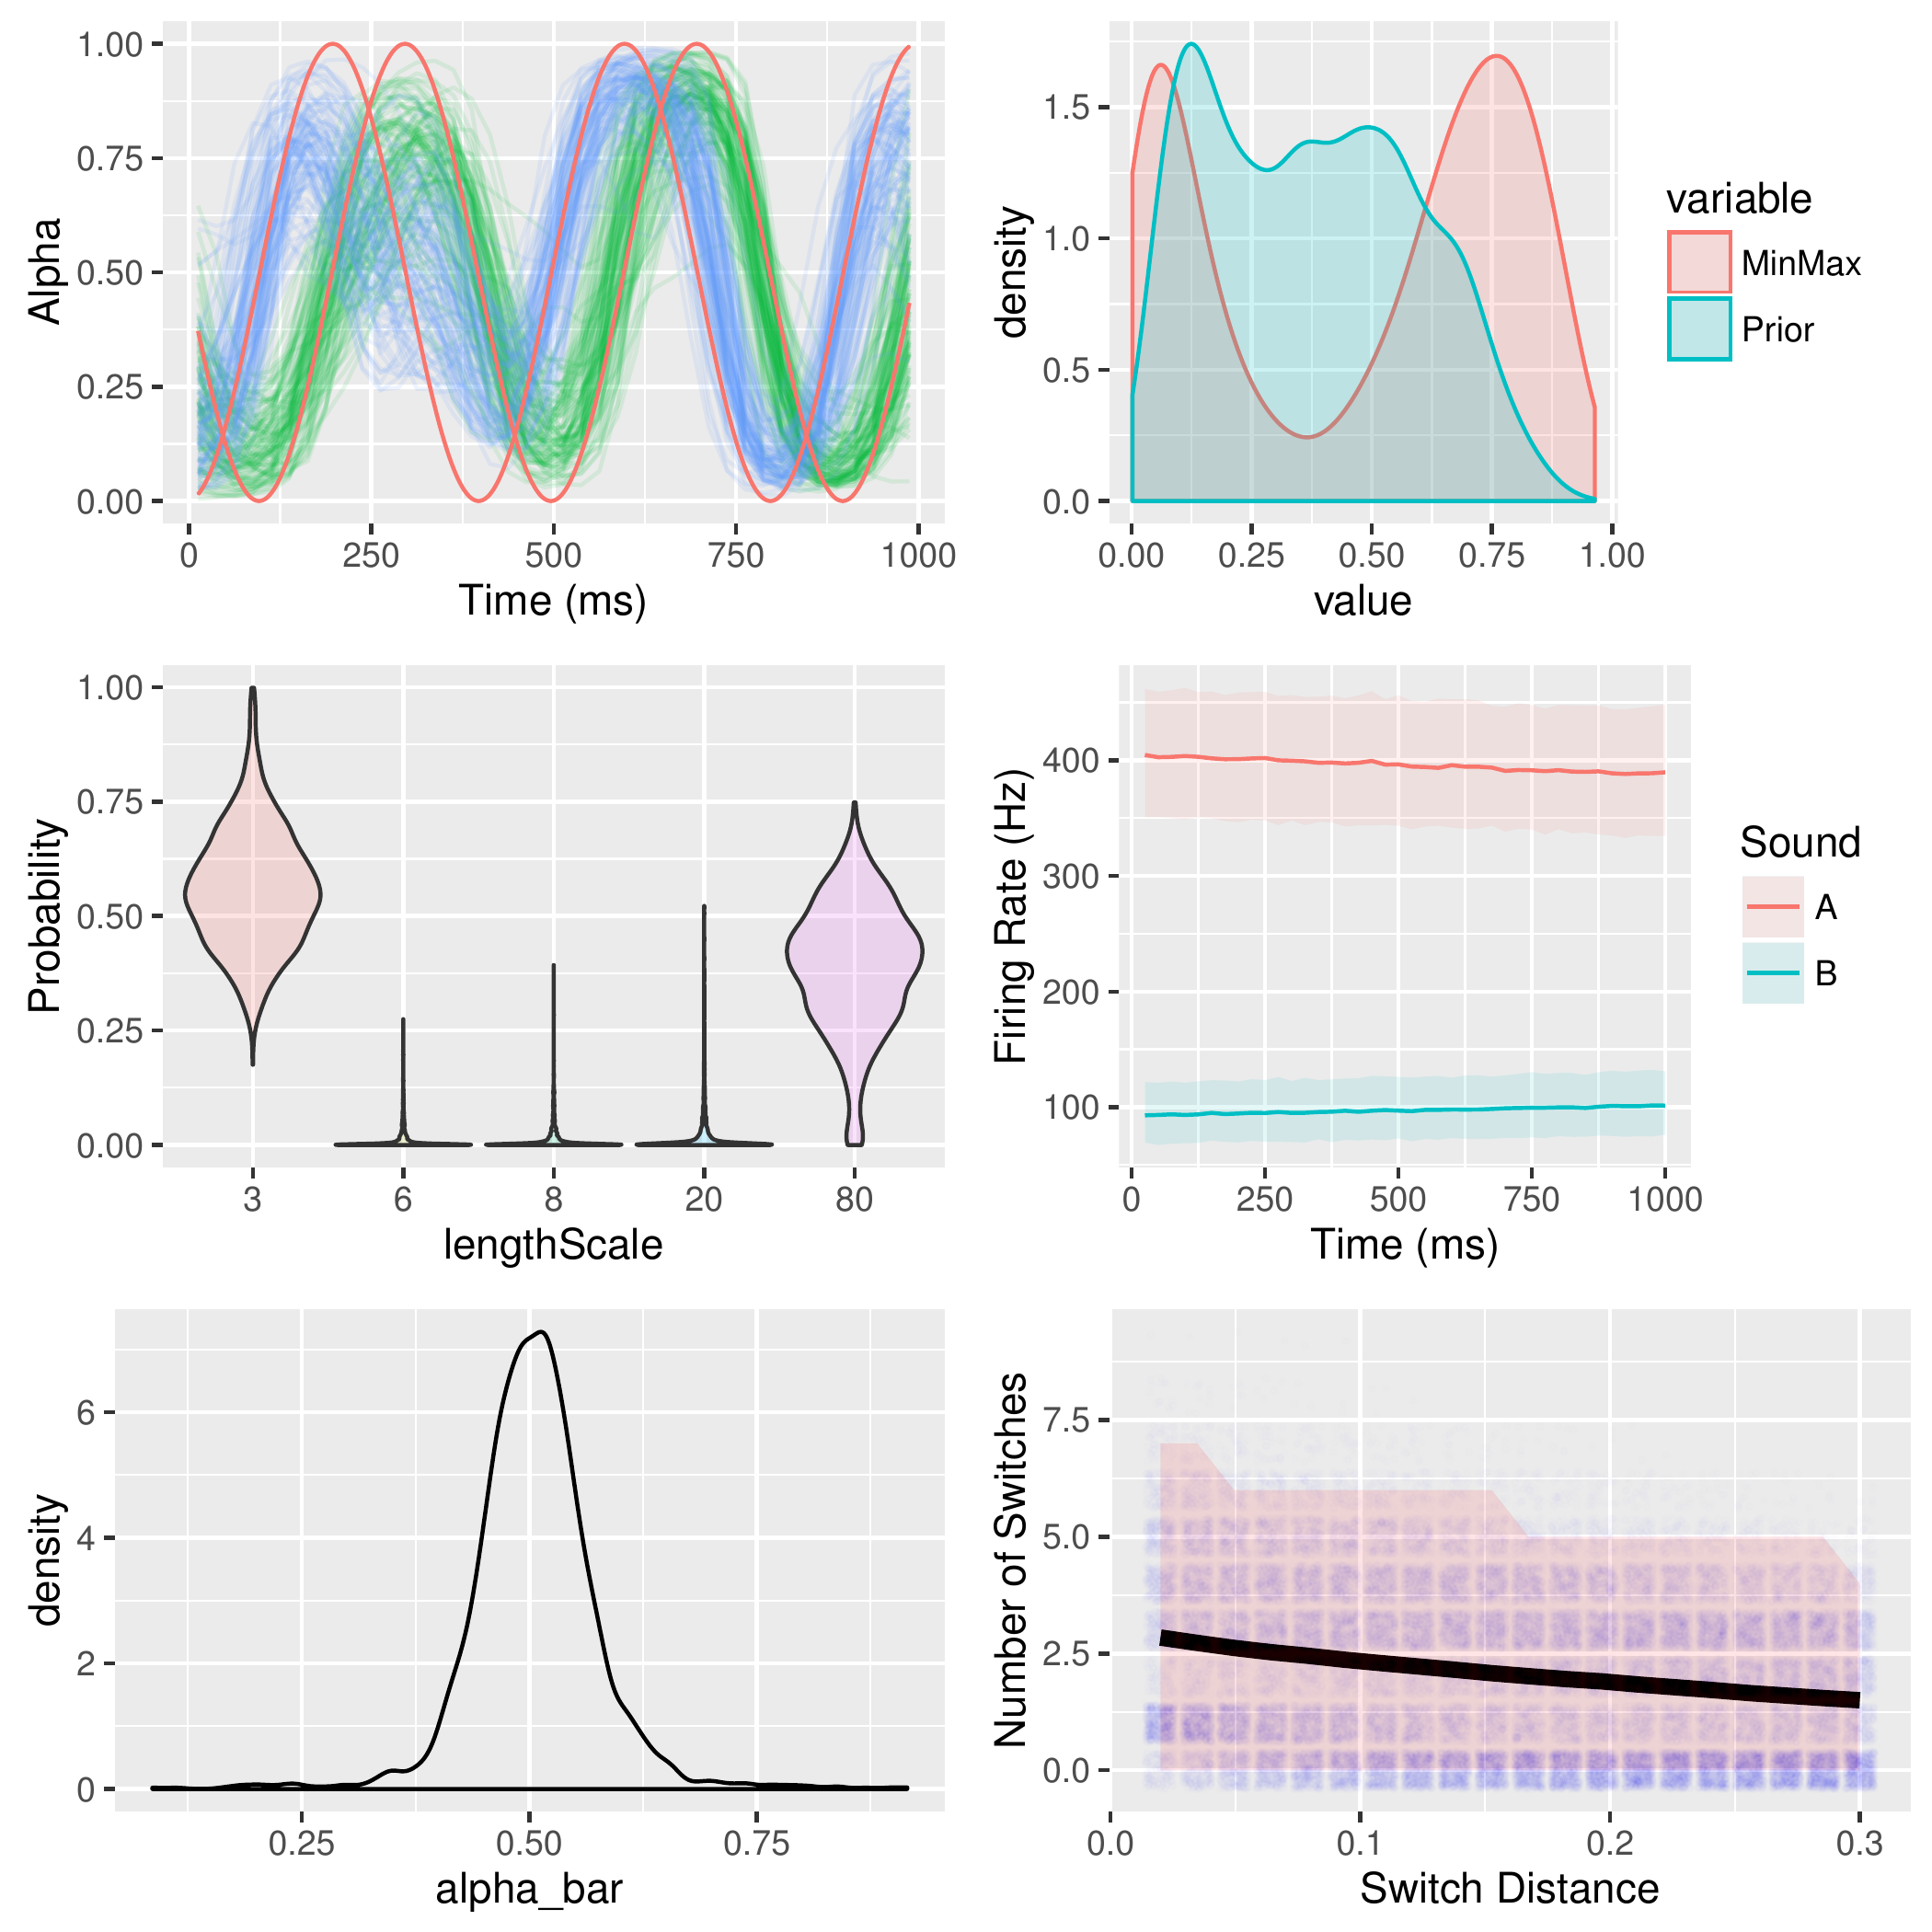 1.00
0.75
0.50
0.25
0.00
Alpha
0 250 500 750 1000
Time (ms)
1.5
1.0
0.5
0.0
density
0.00 0.25 0.50 0.75 1.00
value
variable
MinMax
Prior
1.00
0.75
0.50
0.25
0.00
Probability
3 6 8 20 80
lengthScale
400
300
200
100
Firing Rate (Hz)
0 250 500 750 1000
Time (ms)
Sound
A
B
6
4
2
0
density
0.25 0.50 0.75
alpha_bar
7.5
5.0
2.5
0.0
Number of Switches
0.0 0.1 0.2 0.3
Switch Distance